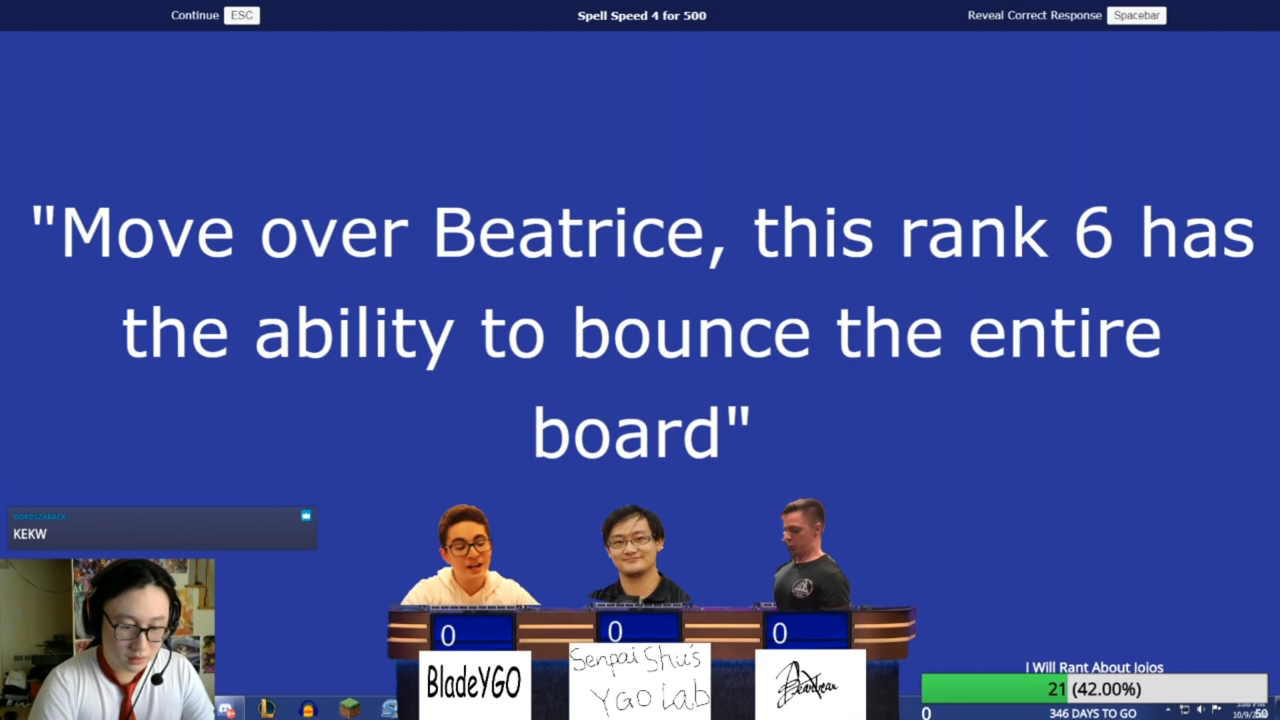 Continue ESC
Spell Speed 4 for 500
Reveal Correct Response Spacebar
"Move over Beatrice, this rank 6 has
the ability to bounce the entire
board"
KEKW
0
0
0
BladeYGO
Senpai Shu's
YGO Lab
I Will Rant About Jojos
21 (42.00%)
0
346 DAYS TO GO
50